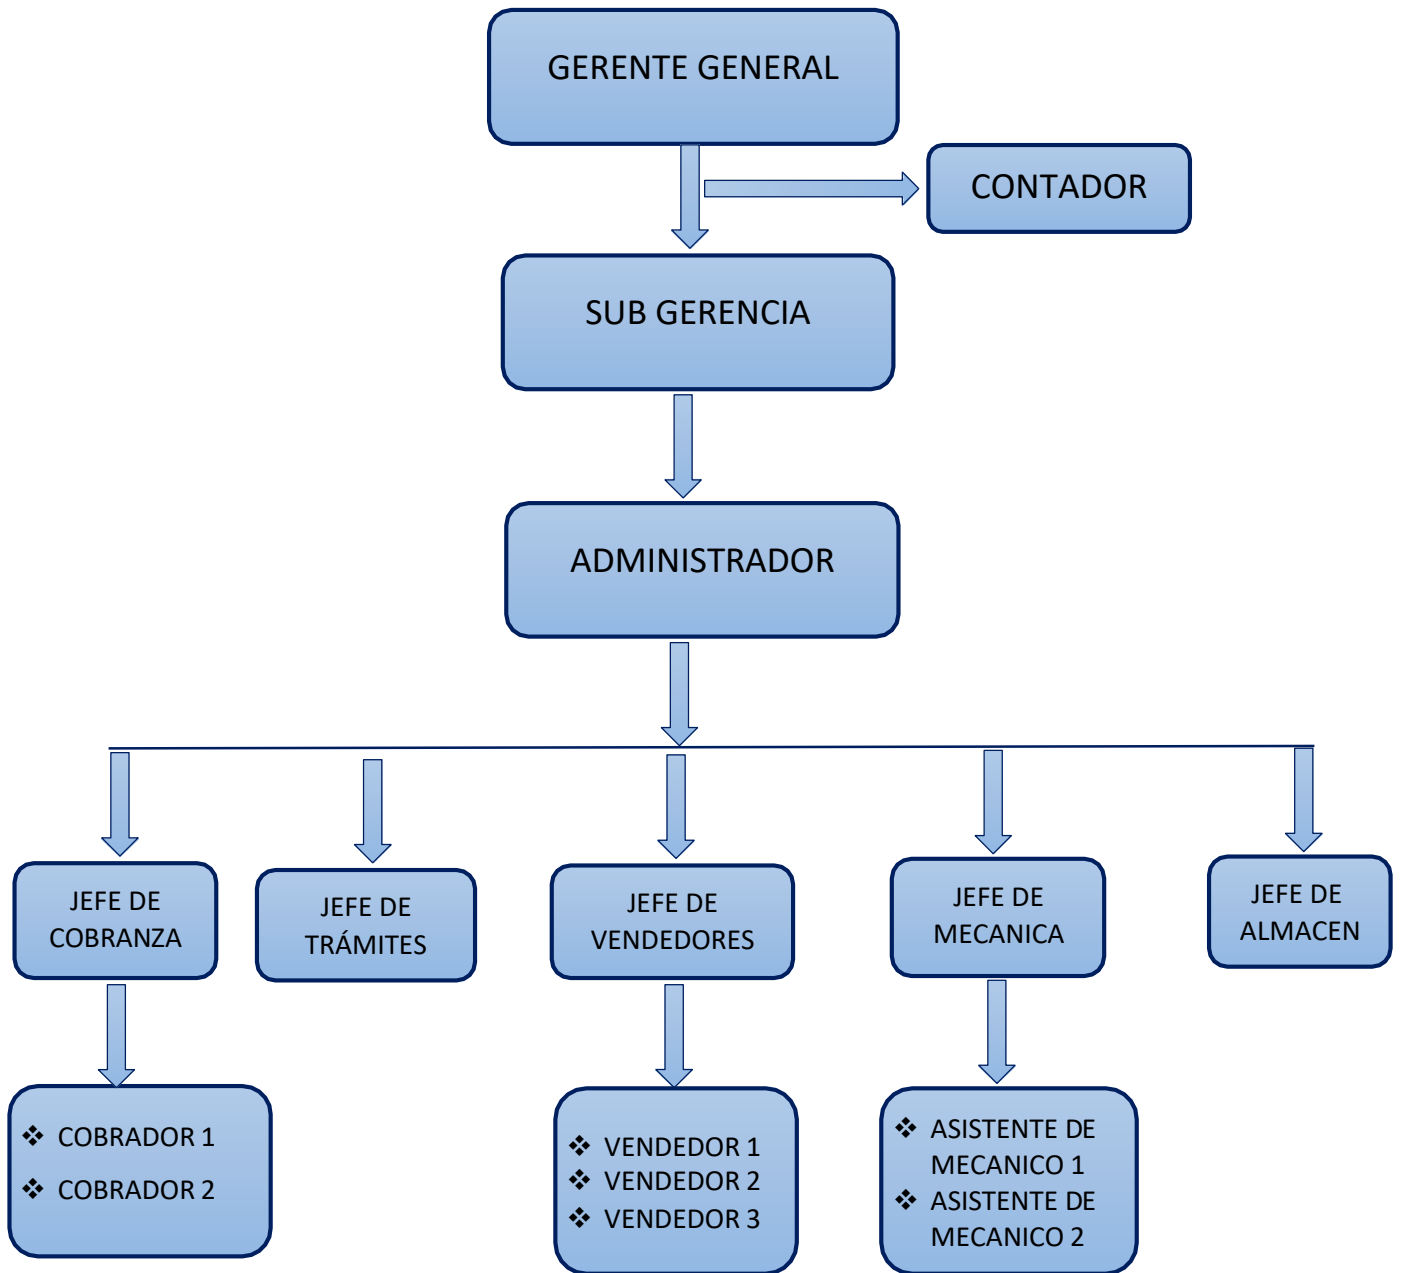 GERENTE GENERAL
CONTADOR
SUB GERENCIA
ADMINISTRADOR
JEFE DE
COBRANZA
JEFE DE
TRÁMITES
JEFE DE
VENDEDORES
JEFE DE
MECANICA
JEFE DE
ALMACEN
❖ COBRADOR 1
❖ COBRADOR 2
❖ VENDEDOR 1
❖ VENDEDOR 2
❖ VENDEDOR 3
❖ ASISTENTE DE
MECANICO 1
❖ ASISTENTE DE
MECANICO 2